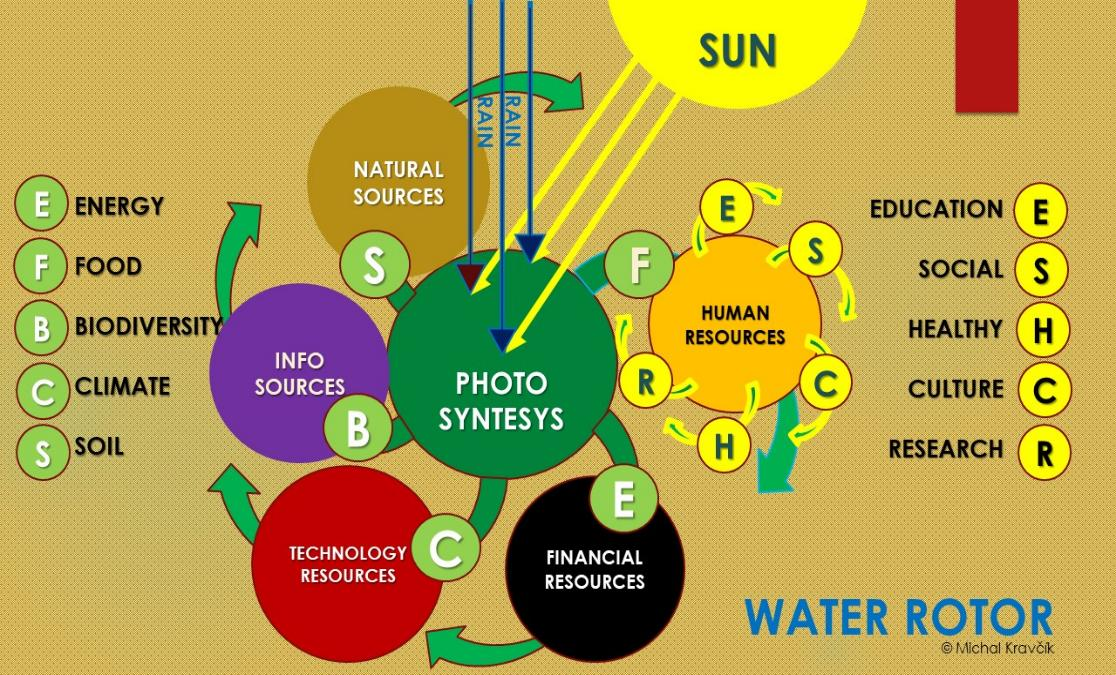 SUN
RAIN
RAIN
NATURAL
SOURCES
S
F
INFO
SOURCES
B
PHOTO
SYNTESYS
TECHNOLOGY
RESOURCES
C
FINANCIAL
RESOURCES
E
HUMAN
RESOURCES
E
S
C
H
R
E ENERGY
F FOOD
B BIODIVERSITY
C CLIMATE
S SOIL
EDUCATION E
SOCIAL S
HEALTHY H
CULTURE C
RESEARCH R
WATER ROTOR
© Michal Kravčík